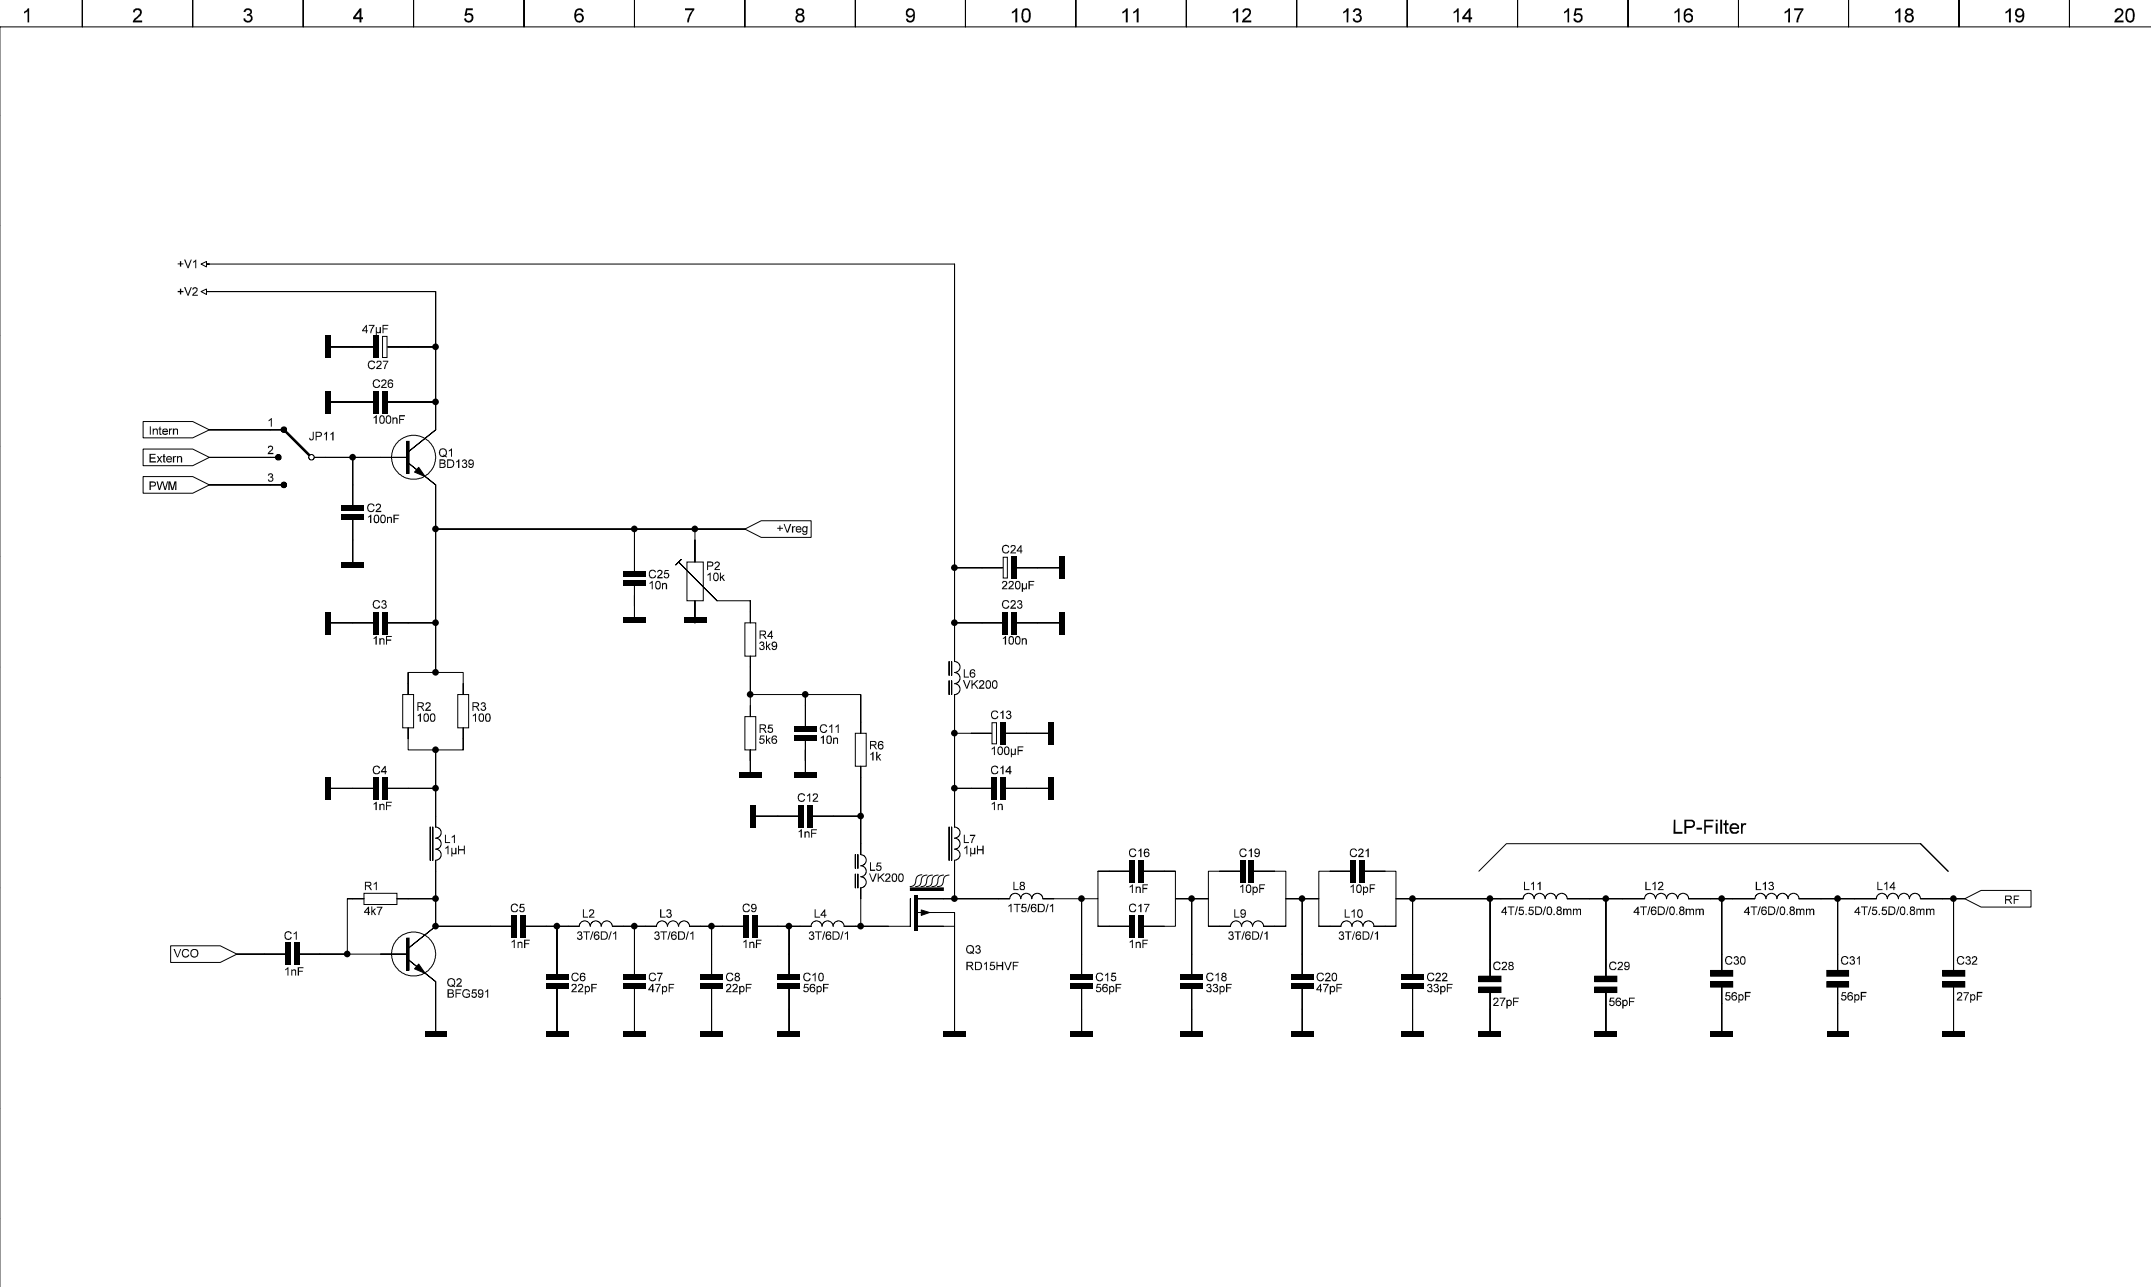 1 2 3 4 5 6 7 8 9 10 11 12 13 14 15 16 17 18 19 20
+V1
+V2
47µF
C27
C26
100nF
Intern
1
JP11
Extern
2
PWM
3
Q1
BD139
C2
100nF
+Vreg
C25
10n
P2
10k
C24
220µF
C3
1nF
C23
100n
R4
3k9
L6
VK200
R2
100
R3
100
R5
5k6
C11
10n
R6
1k
C13
100µF
C4
1nF
C14
1n
C12
1nF
L1
1µH
L7
1µH
LP-Filter
L5
VK200
R1
4k7
C16
1nF
C19
10pF
C21
10pF
L8
1T5/6D/1
L11
4T/5.5D/0.8mm
L12
4T/6D/0.8mm
L13
4T/6D/0.8mm
L14
4T/5.5D/0.8mm
RF
C5
1nF
L2
3T/6D/1
L3
3T/6D/1
C9
1nF
L4
3T/6D/1
C17
1nF
L9
3T/6D/1
L10
3T/6D/1
VCO
C1
1nF
Q2
BFG591
Q3
RD15HVF
C6
22pF
C7
47pF
C8
22pF
C10
56pF
C15
56pF
C18
33pF
C20
47pF
C22
33pF
C28
27pF
C29
56pF
C30
56pF
C31
56pF
C32
27pF